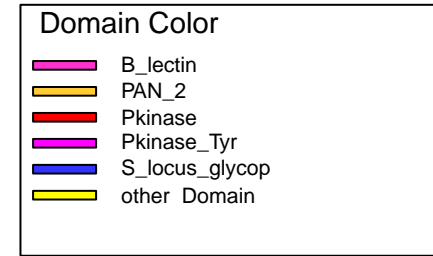 Domain Color
B_lectin
PAN_2
Pkinase
Pkinase_Tyr
S_locus_glycop
other Domain